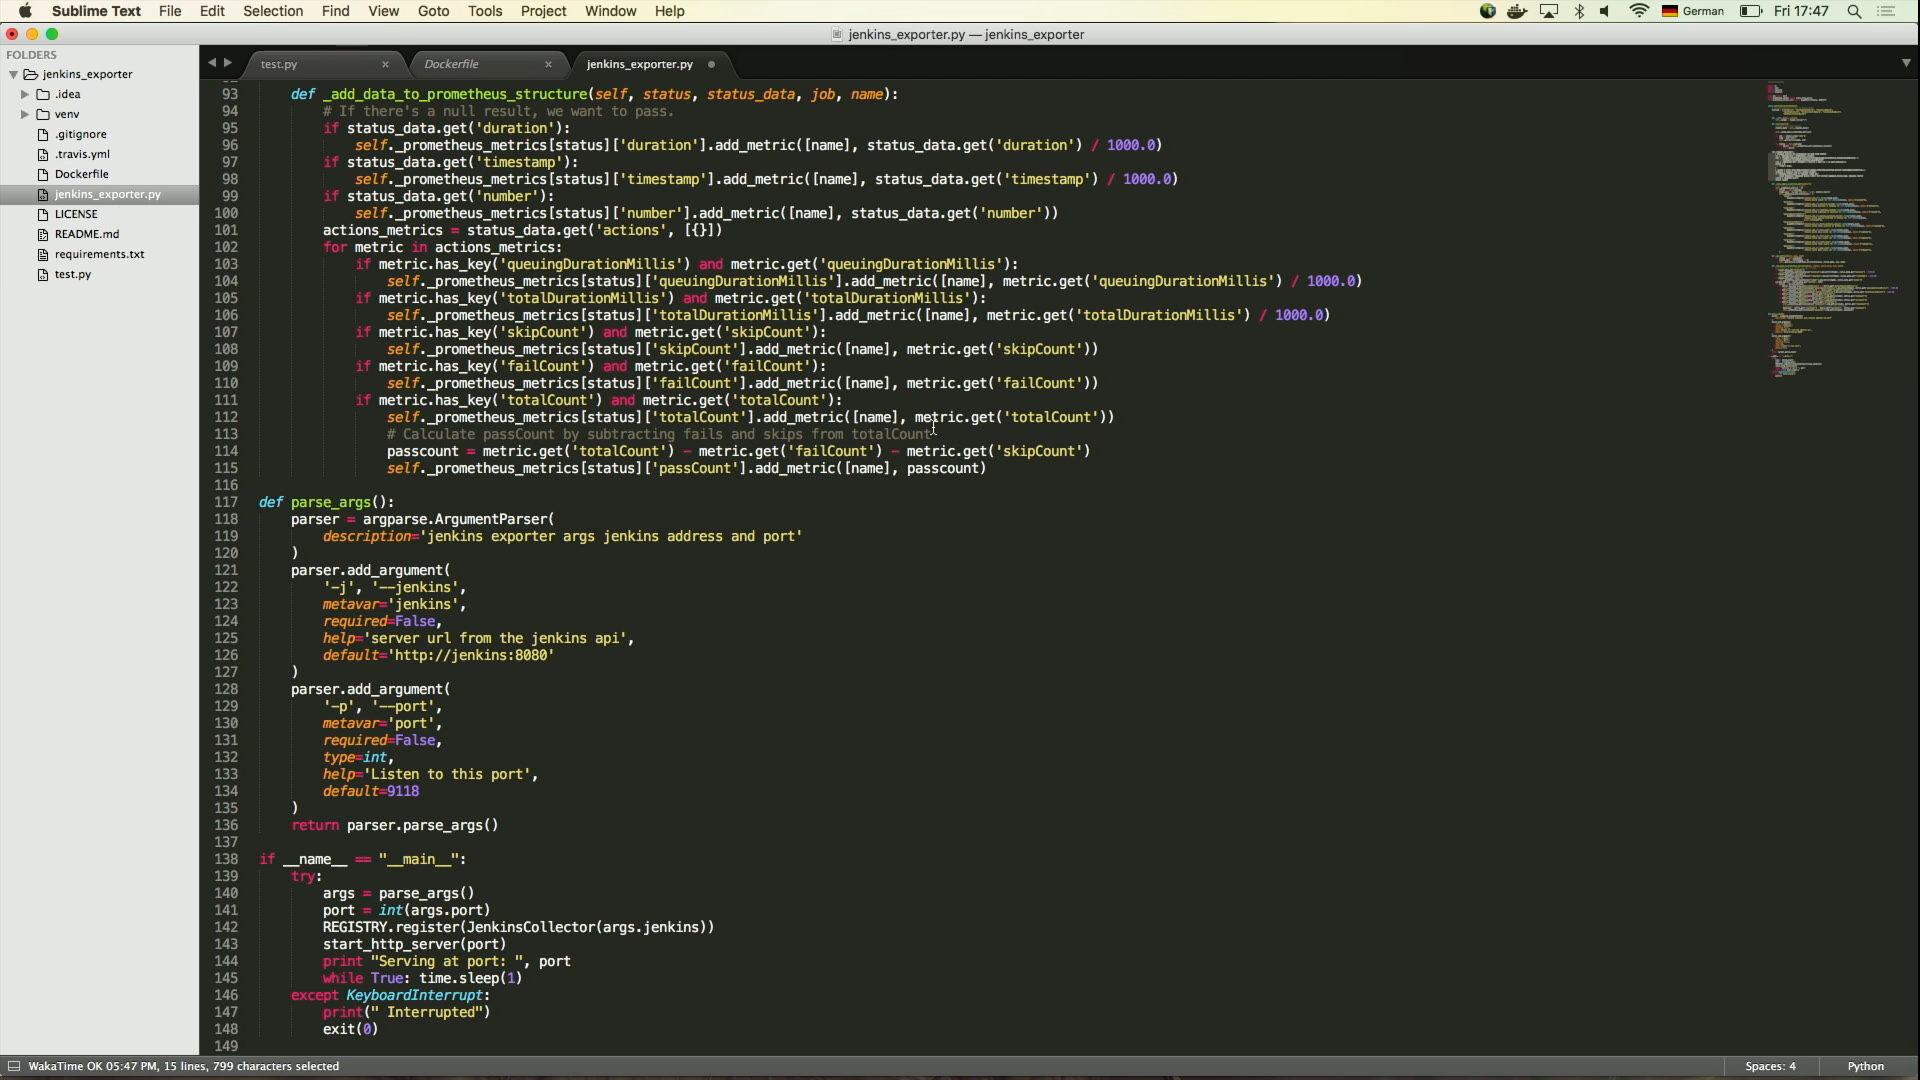 Sublime Text File Edit Selection Find View Goto Tools Project Window Help German Fri 17:47
jenkins_exporter.py — jenkins_exporter
FOLDERS
jenkins_exporter
.idea
venv
.gitignore
.travis.yml
Dockerfile
jenkins_exporter.py
LICENSE
README.md
requirements.txt
test.py
test.py × Dockerfile × jenkins_exporter.py
93 def _add_data_to_prometheus_structure(self, status, status_data, job, name):
94 # If there's a null result, we want to pass.
95 if status_data.get('duration'):
96 self._prometheus_metrics[status]['duration'].add_metric([name], status_data.get('duration') / 1000.0)
97 if status_data.get('timestamp'):
98 self._prometheus_metrics[status]['timestamp'].add_metric([name], status_data.get('timestamp') / 1000.0)
99 if status_data.get('number'):
100 self._prometheus_metrics[status]['number'].add_metric([name], status_data.get('number'))
101 actions_metrics = status_data.get('actions', [{}])
102 for metric in actions_metrics:
103 if metric.has_key('queuingDurationMillis') and metric.get('queuingDurationMillis'):
104 self._prometheus_metrics[status]['queuingDurationMillis'].add_metric([name], metric.get('queuingDurationMillis') / 1000.0)
105 if metric.has_key('totalDurationMillis') and metric.get('totalDurationMillis'):
106 self._prometheus_metrics[status]['totalDurationMillis'].add_metric([name], metric.get('totalDurationMillis') / 1000.0)
107 if metric.has_key('skipCount') and metric.get('skipCount'):
108 self._prometheus_metrics[status]['skipCount'].add_metric([name], metric.get('skipCount'))
109 if metric.has_key('failCount') and metric.get('failCount'):
110 self._prometheus_metrics[status]['failCount'].add_metric([name], metric.get('failCount'))
111 if metric.has_key('totalCount') and metric.get('totalCount'):
112 self._prometheus_metrics[status]['totalCount'].add_metric([name], metric.get('totalCount'))
113 # Calculate passCount by subtracting fails and skips from totalCount
114 passcount = metric.get('totalCount') - metric.get('failCount') - metric.get('skipCount')
115 self._prometheus_metrics[status]['passCount'].add_metric([name], passcount)
116
117 def parse_args():
118 parser = argparse.ArgumentParser(
119 description='jenkins exporter args jenkins address and port'
120 )
121 parser.add_argument(
122 '-j', '--jenkins',
123 metavar='jenkins',
124 required=False,
125 help='server url from the jenkins api',
126 default='http://jenkins:8080'
127 )
128 parser.add_argument(
129 '-p', '--port',
130 metavar='port',
131 required=False,
132 type=int,
133 help='Listen to this port',
134 default=9118
135 )
136 return parser.parse_args()
137
138 if __name__ == "__main__":
139 try:
140 args = parse_args()
141 port = int(args.port)
142 REGISTRY.register(JenkinsCollector(args.jenkins))
143 start_http_server(port)
144 print "Serving at port: ", port
145 while True: time.sleep(1)
146 except KeyboardInterrupt:
147 print(" Interrupted")
148 exit(0)
149
WakaTime OK 05:47 PM, 15 lines, 799 characters selected Spaces: 4 Python